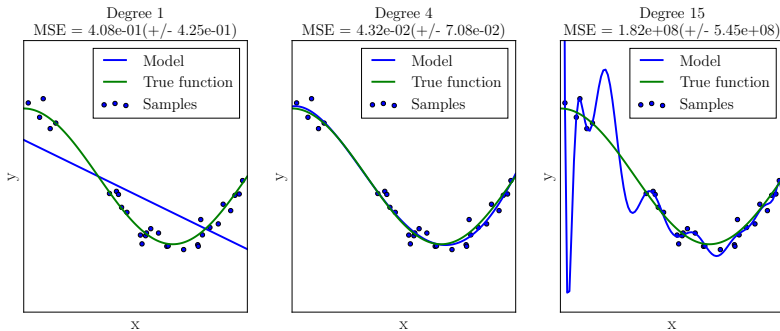 Degree 1
MSE = 4.08e-01(+/- 4.25e-01)
Model
True function
Samples
y
x
Degree 4
MSE = 4.32e-02(+/- 7.08e-02)
Model
True function
Samples
y
x
Degree 15
MSE = 1.82e+08(+/- 5.45e+08)
Model
True function
Samples
y
x